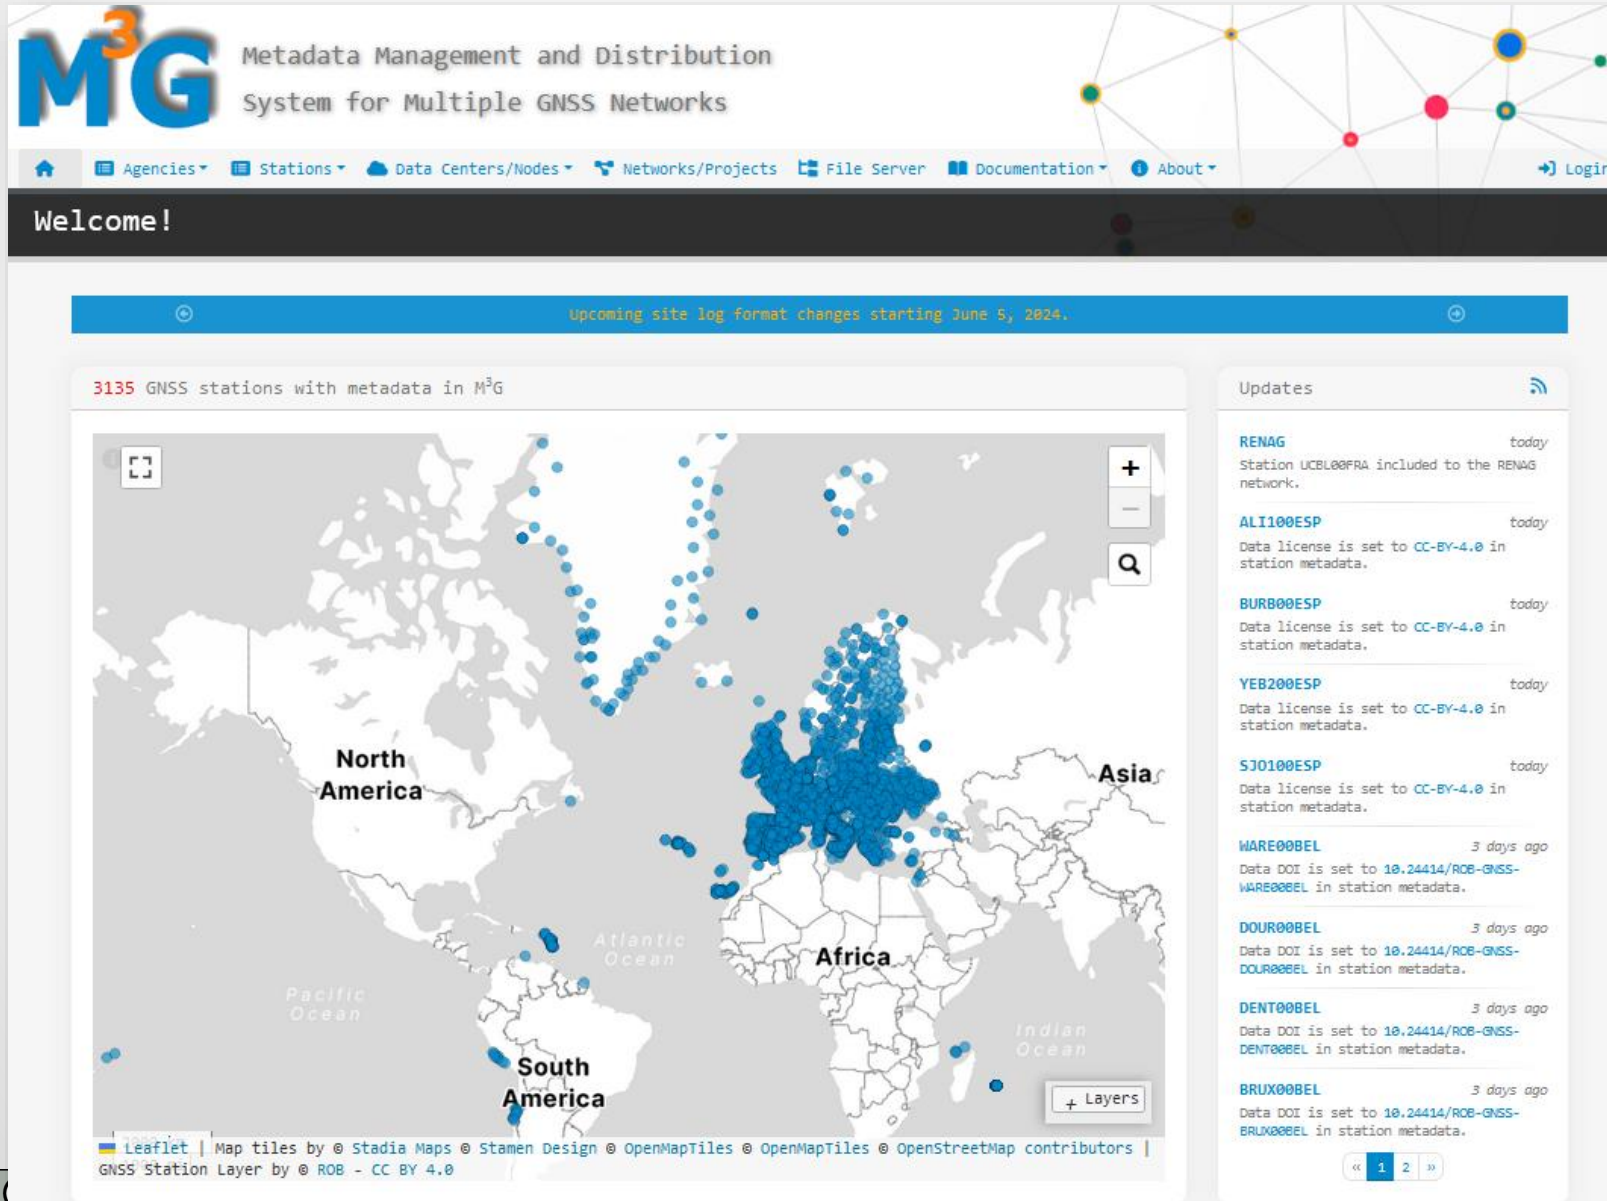 M³G
Metadata Management and Distribution
System for Multiple GNSS Networks
Agencies Stations Data Centers/Nodes Networks/Projects File Server Documentation About Login
Welcome!
Upcoming site log format changes starting June 5, 2024.
3135 GNSS stations with metadata in M³G
North
America
Asia
Atlantic
Ocean
Africa
Pacific
Ocean
Indian
Ocean
South
America
+ Layers
Leaflet | Map tiles by © Stadia Maps © Stamen Design © OpenMapTiles © OpenMapTiles © OpenStreetMap contributors |
GNSS Station Layer by © ROB - CC BY 4.0
Updates
RENAG today
Station UCBL00FRA included to the RENAG
network.
ALI100ESP today
Data license is set to CC-BY-4.0 in
station metadata.
BURB00ESP today
Data license is set to CC-BY-4.0 in
station metadata.
YEB200ESP today
Data license is set to CC-BY-4.0 in
station metadata.
SJO100ESP today
Data license is set to CC-BY-4.0 in
station metadata.
WARE00BEL 3 days ago
Data DOI is set to 10.24414/ROB-GNSS-
WARE00BEL in station metadata.
DOUR00BEL 3 days ago
Data DOI is set to 10.24414/ROB-GNSS-
DOUR00BEL in station metadata.
DENT00BEL 3 days ago
Data DOI is set to 10.24414/ROB-GNSS-
DENT00BEL in station metadata.
BRUX00BEL 3 days ago
Data DOI is set to 10.24414/ROB-GNSS-
BRUX00BEL in station metadata.
« 1 2 »